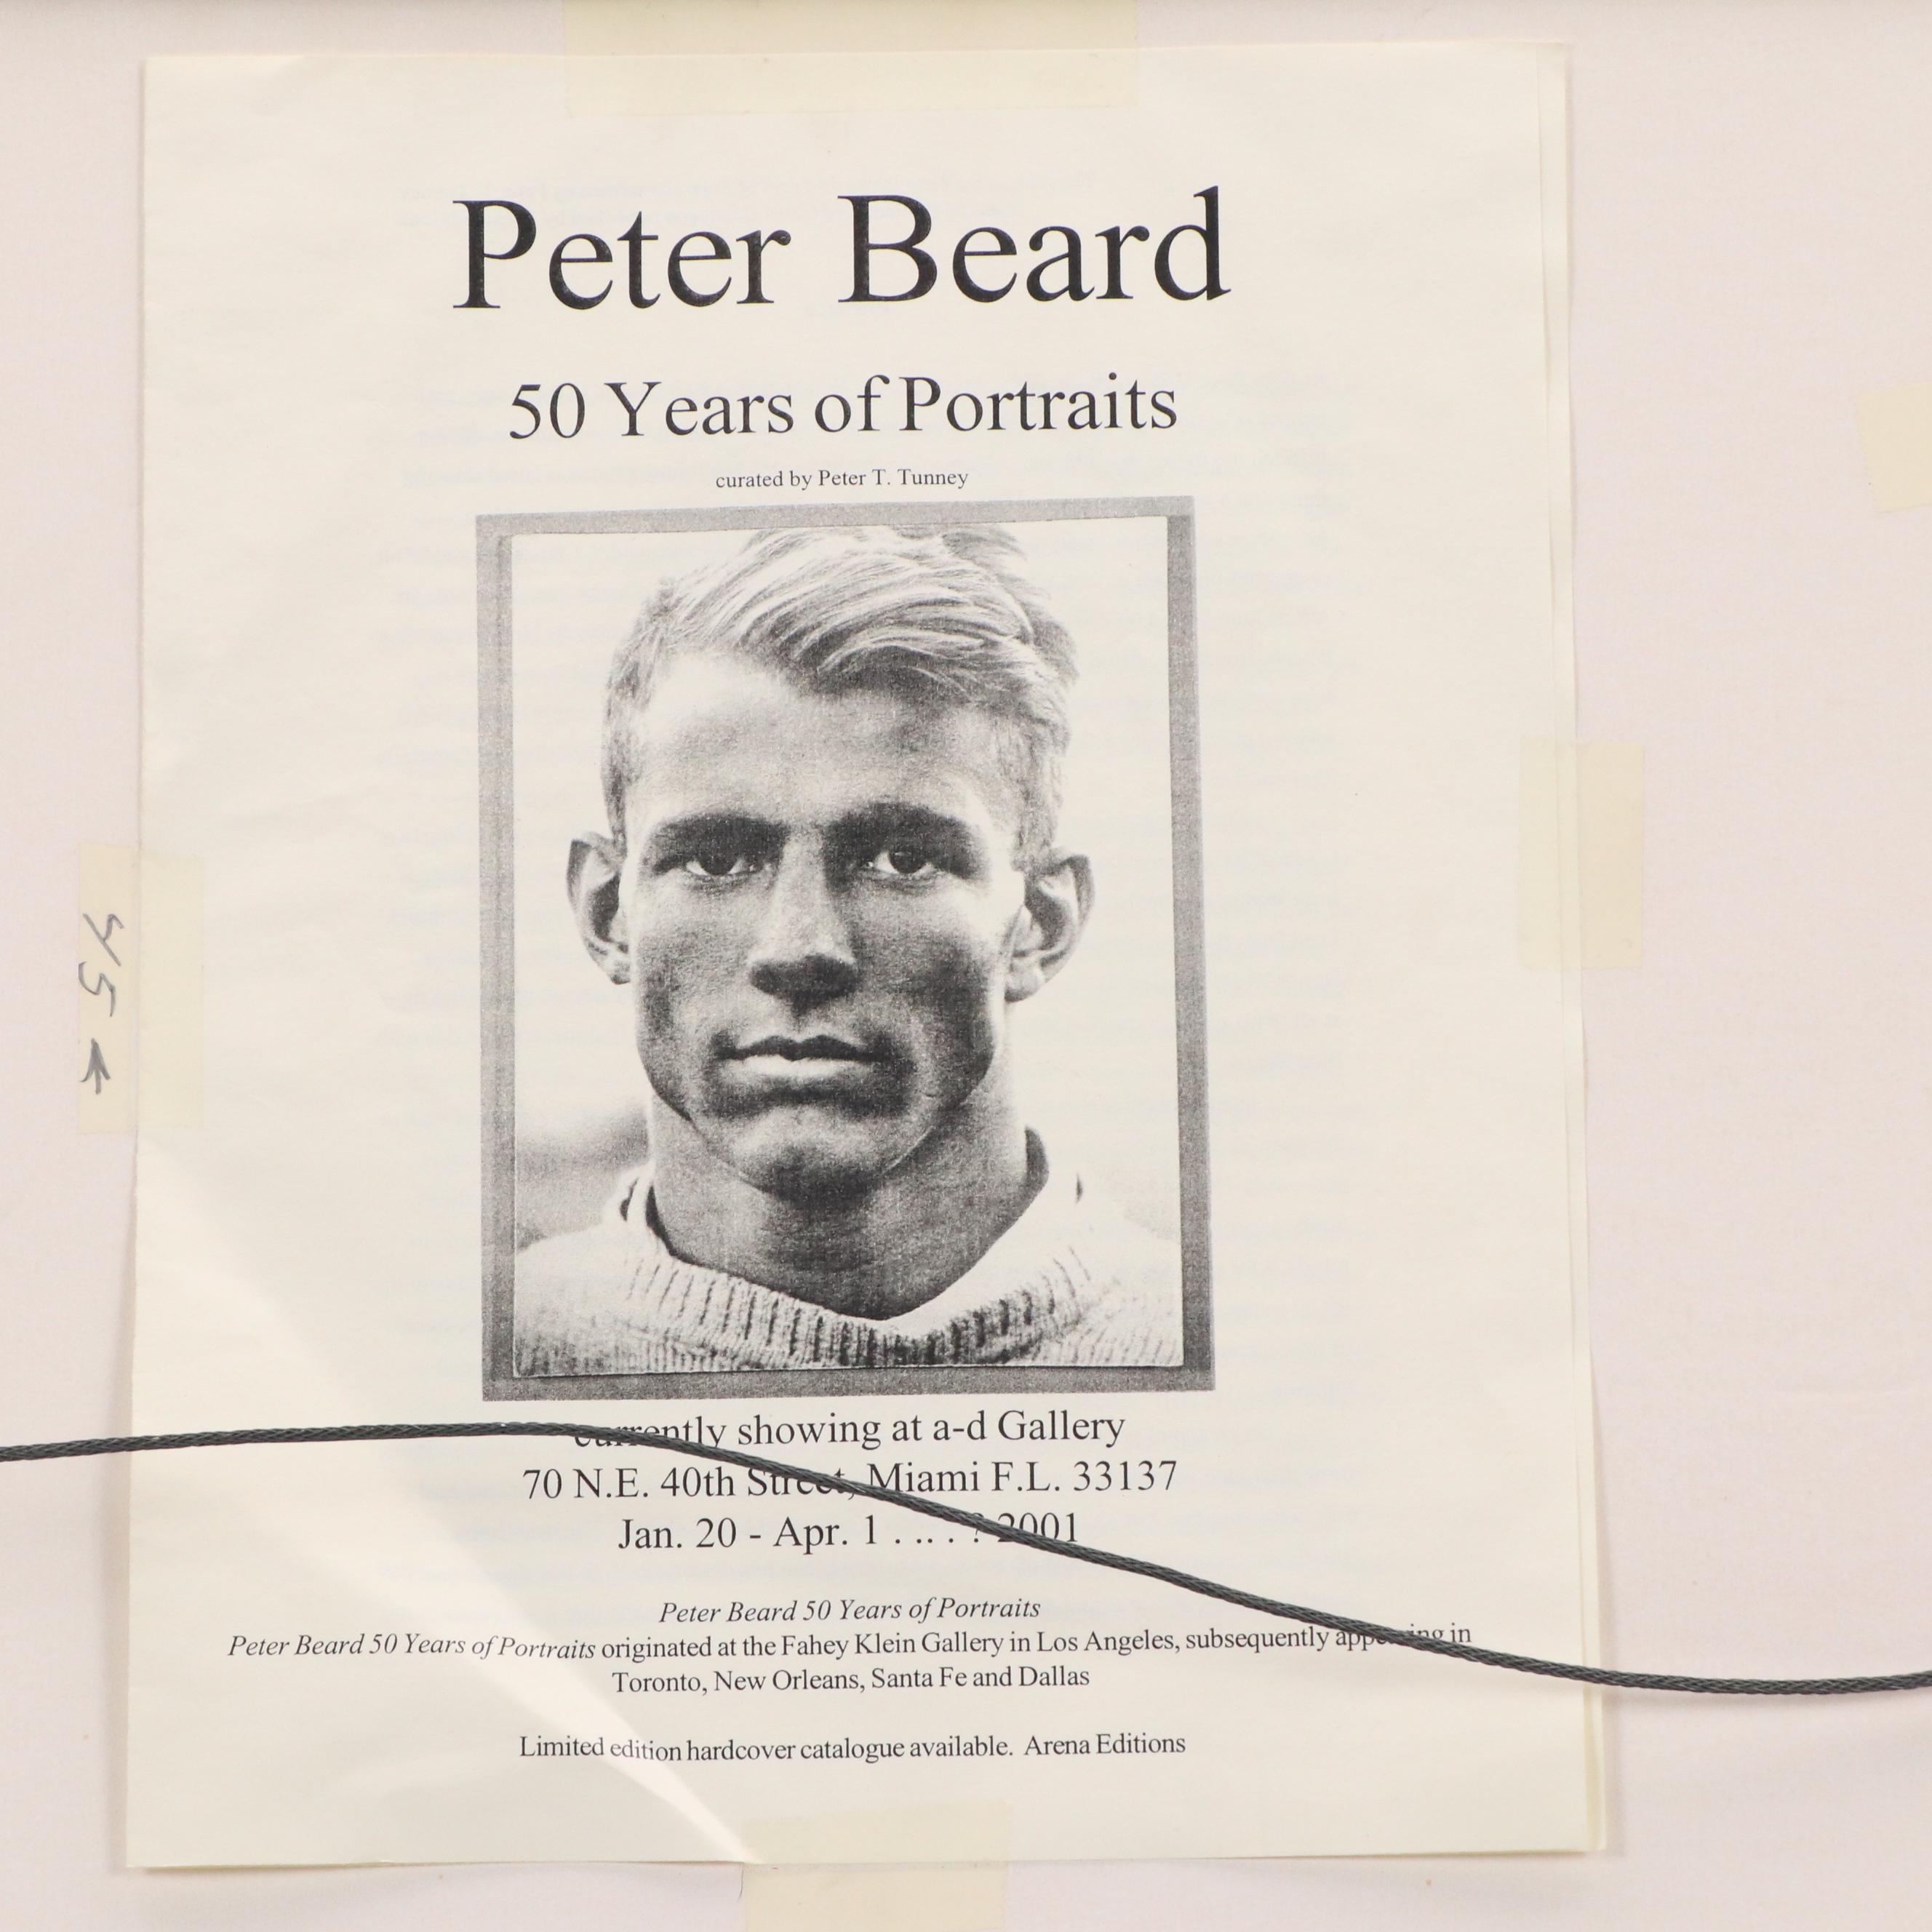 Peter Beard
50 Years of Portraits
curated by Peter T. Tunney
currently showing at a-d Gallery
70 N.E. 40th Street, Miami F.L. 33137
Jan. 20 - Apr. 1 . .. . ? 2001
Peter Beard 50 Years of Portraits
Peter Beard 50 Years of Portraits originated at the Fahey Klein Gallery in Los Angeles, subsequently appearing in
Toronto, New Orleans, Santa Fe and Dallas
Limited edition hardcover catalogue available. Arena Editions